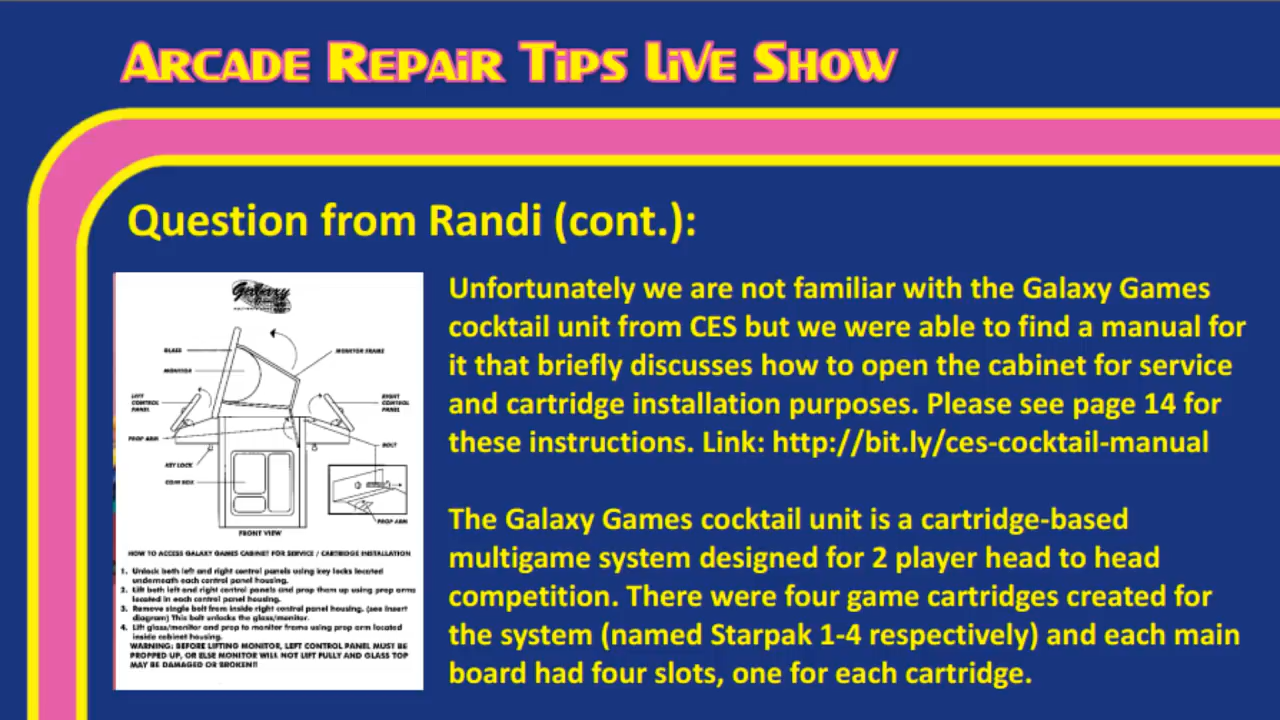 ARCADE REPAIR TIPS LIVE SHOW
Question from Randi (cont.):
Galaxy
GLASS
MONITOR FRAME
MONITOR
LEFT
CONTROL
PANEL
RIGHT
CONTROL
PANEL
PROP ARM
BOLT
KEY LOCK
COIN BOX
PROP ARM
FRONT VIEW
HOW TO ACCESS GALAXY GAMES CABINET FOR SERVICE / CARTRIDGE INSTALLATION
1. Unlock both left and right control panels using key locks located
underneath each control panel housing.
2. Lift both left and right control panels and prop them up using prop arms
located in each control panel housing.
3. Remove single bolt from inside right control panel housing. (see insert
diagram) This bolt unlocks the glass/monitor.
4. Lift glass/monitor and prop to monitor frame using prop arm located
inside cabinet housing.
WARNING: BEFORE LIFTING MONITOR, LEFT CONTROL PANEL MUST BE
PROPPED UP, OR ELSE MONITOR WILL NOT LIFT FULLY AND GLASS TOP
MAY BE DAMAGED OR BROKEN!!
Unfortunately we are not familiar with the Galaxy Games
cocktail unit from CES but we were able to find a manual for
it that briefly discusses how to open the cabinet for service
and cartridge installation purposes. Please see page 14 for
these instructions. Link: http://bit.ly/ces-cocktail-manual
The Galaxy Games cocktail unit is a cartridge-based
multigame system designed for 2 player head to head
competition. There were four game cartridges created for
the system (named Starpak 1-4 respectively) and each main
board had four slots, one for each cartridge.